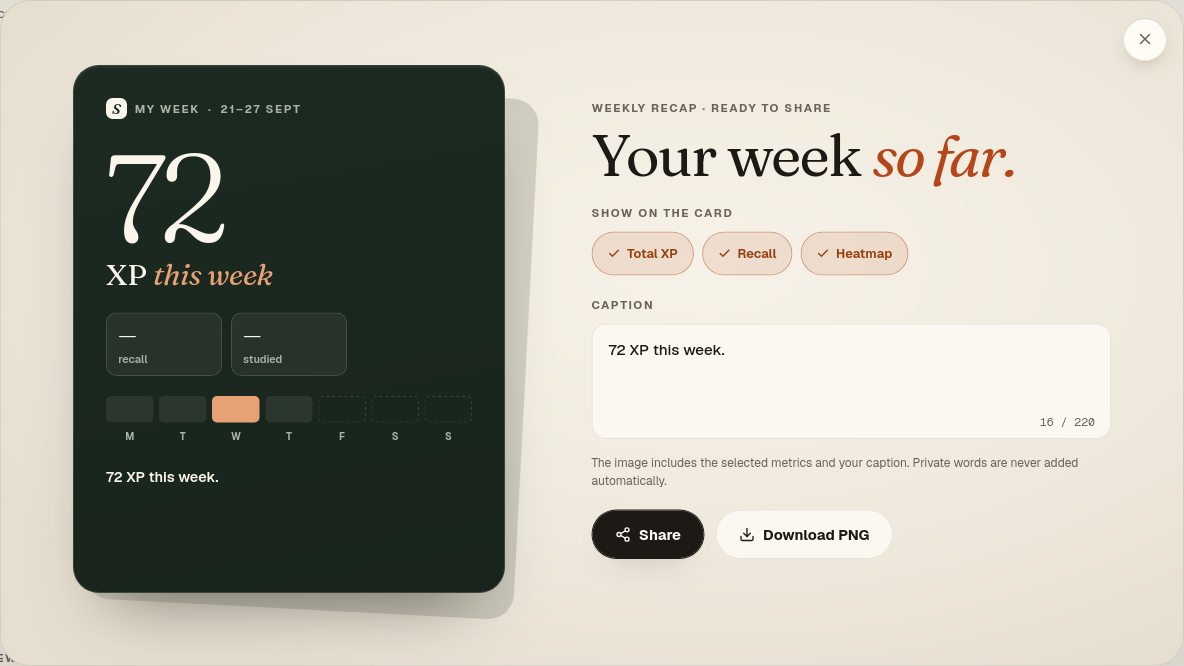 S MY WEEK · 21–27 SEPT
72
XP this week
—
recall
—
studied
M T W T F S S
72 XP this week.
WEEKLY RECAP · READY TO SHARE
Your week so far.
SHOW ON THE CARD
Total XP
Recall
Heatmap
CAPTION
72 XP this week.
16 / 220
The image includes the selected metrics and your caption. Private words are never added
automatically.
Share
Download PNG